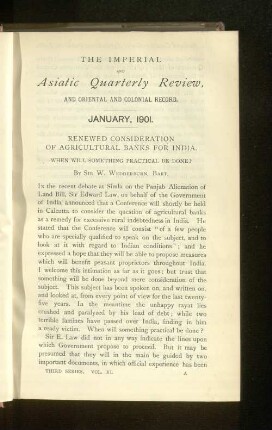 THE IMPERIAL
AND
Asiatic Quarterly Review,
AND ORIENTAL AND COLONIAL RECORD.
JANUARY, 1901.
RENEWED CONSIDERATION
OF AGRICULTURAL BANKS FOR INDIA.
WHEN WILL SOMETHING PRACTICAL BE DONE?
BY SIR W. WEDDERBURN, BART.
In the recent debate at Simla on the Punjab Alienation of
Land Bill, Sir Edward Law, on behalf of the Government
of India announced that a Conference will shortly be held
in Calcutta to consider the question of agricultural banks
as a remedy for excessive rural indebtedness in India. He
stated that the Conference will consist "of a few people
who are specially qualified to speak on the subject, and to
look at it with regard to Indian conditions"; and he
expressed a hope that they will be able to propose measures
which will benefit peasant proprietors throughout India.
I welcome this intimation as far as it goes; but trust that
something will be done beyond mere consideration of the
subject. This subject has been spoken on, and written on,
and looked at, from every point of view for the last twenty-
five years. In the meantime the unhappy rayat lies
crushed and paralyzed by his load of debt; while two
terrible famines have passed over India, finding in him
a ready victim. When will something practical be done?
Sir E. Law did not in any way indicate the lines upon
which Government propose to proceed. But it may be
presumed that they will in the main be guided by two
important documents, in which official experience has been
THIRD SERIES. VOL. XI. A